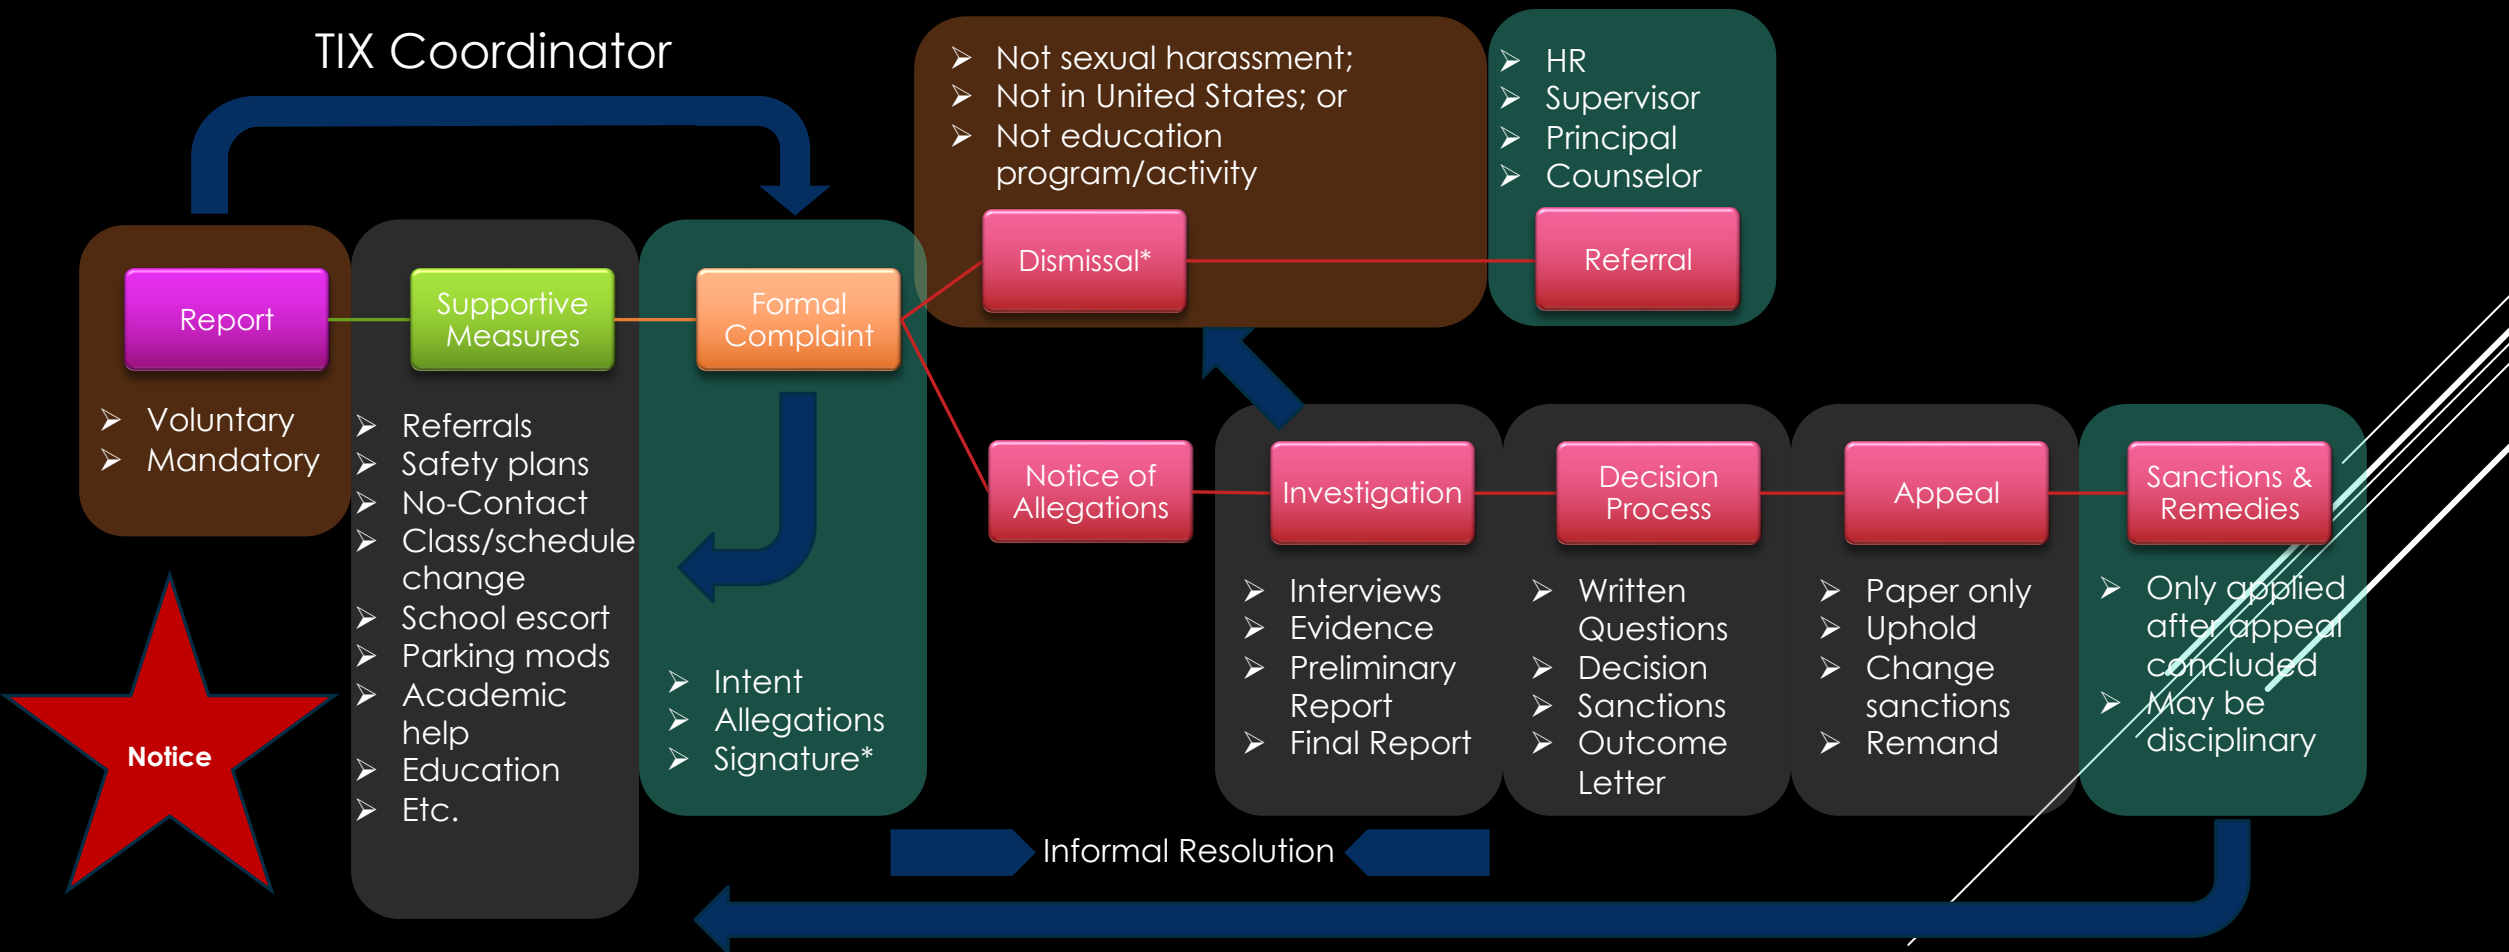 TIX Coordinator
Not sexual harassment;
Not in United States; or
Not education
program/activity
Dismissal*
HR
Supervisor
Principal
Counselor
Referral
Report
Voluntary
Mandatory
Supportive
Measures
Referrals
Safety plans
No-Contact
Class/schedule
change
School escort
Parking mods
Academic
help
Education
Etc.
Formal
Complaint
Intent
Allegations
Signature*
Notice of
Allegations
Investigation
Interviews
Evidence
Preliminary
Report
Final Report
Decision
Process
Written
Questions
Decision
Sanctions
Outcome
Letter
Appeal
Paper only
Uphold
Change
sanctions
Remand
Sanctions &
Remedies
Only applied
after appeal
concluded
May be
disciplinary
Notice
Informal Resolution